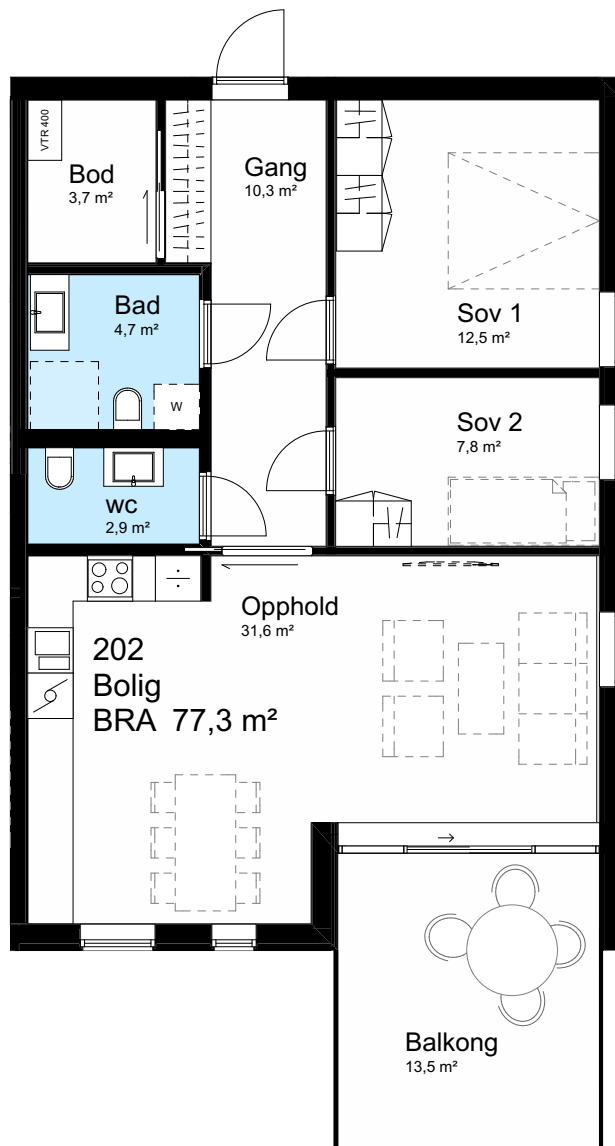 VTR 400
Bod
3,7 m²
Gang
10,3 m²
Sov 1
12,5 m²
Bad
4,7 m²
W
Sov 2
7,8 m²
wc
2,9 m²
Opphold
31,6 m²
202
Bolig
BRA 77,3 m²
Balkong
13,5 m²